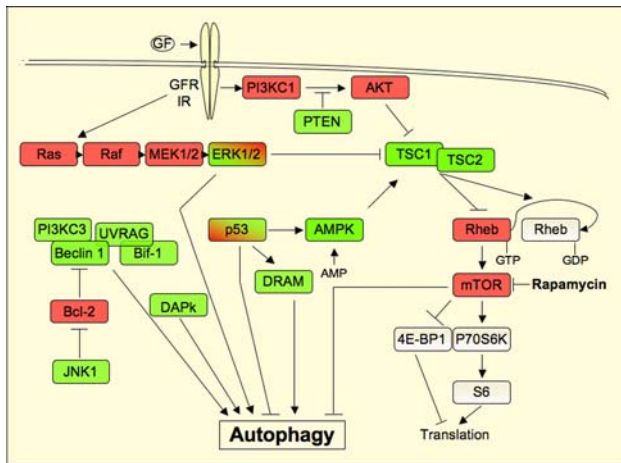 GF
GFR
IR
PI3KC1
AKT
PTEN
Ras
Raf
MEK1/2
ERK1/2
TSC1
TSC2
PI3KC3
UVRAG
Beclin 1
Bif-1
p53
AMPK
Rheb
Rheb
GTP
GDP
AMP
DRAM
mTOR
Rapamycin
Bcl-2
DAPk
4E-BP1
P70S6K
JNK1
S6
Autophagy
Translation